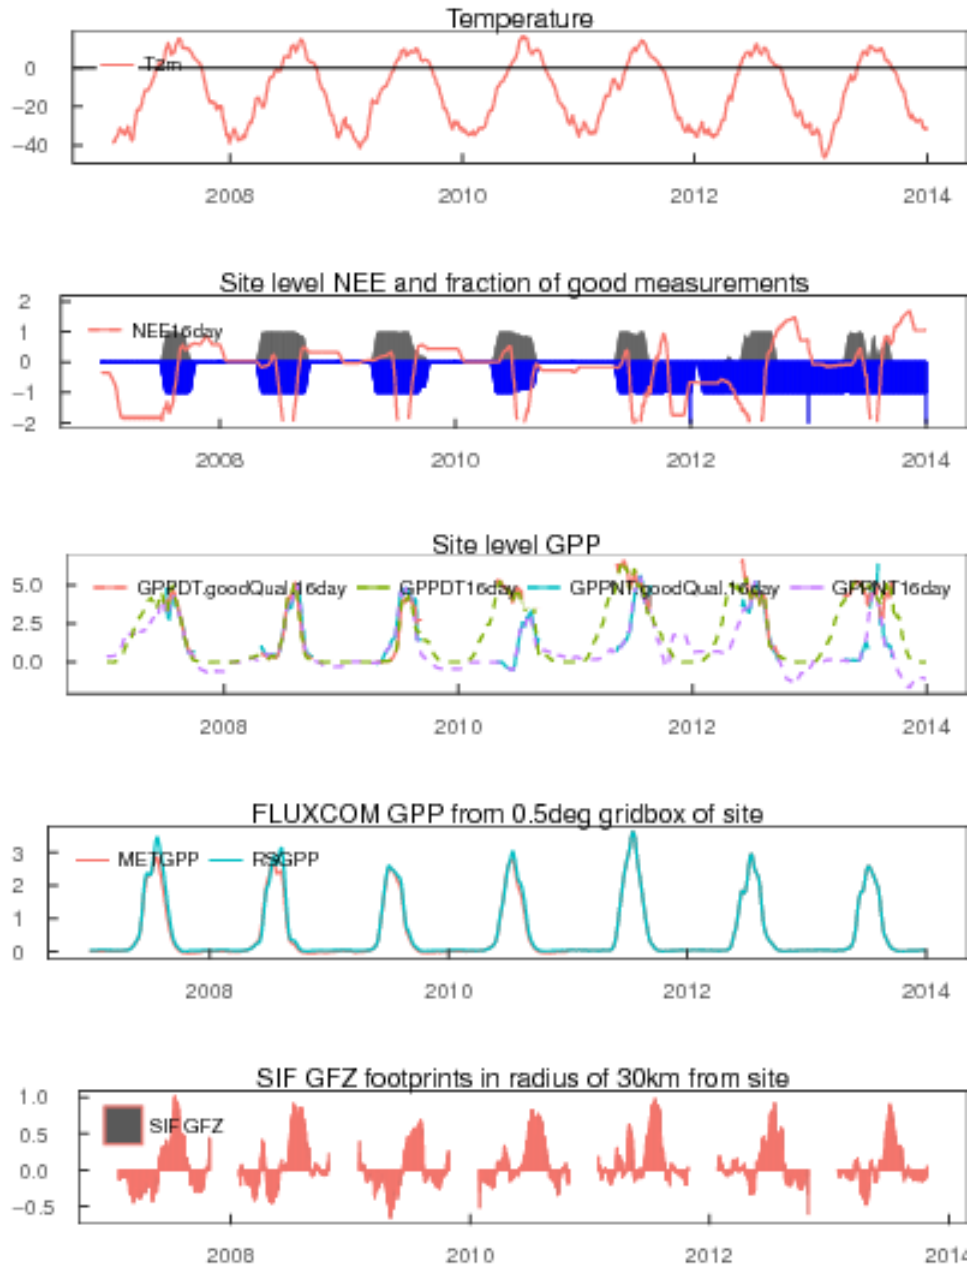 Temperature
T2m
0
−20
−40
2008 2010 2012 2014
Site level NEE and fraction of good measurements
2
NEE16day
1
0
−1
−2
2008 2010 2012 2014
Site level GPP
GPPDT.goodQual.16day GPPDT16day GPPNT.goodQual.16day GPPNT16day
5.0
2.5
0.0
2008 2010 2012 2014
FLUXCOM GPP from 0.5deg gridbox of site
METGPP RSGPP
3
2
1
0
2008 2010 2012 2014
SIF GFZ footprints in radius of 30km from site
1.0
SIF GFZ
0.5
0.0
−0.5
2008 2010 2012 2014